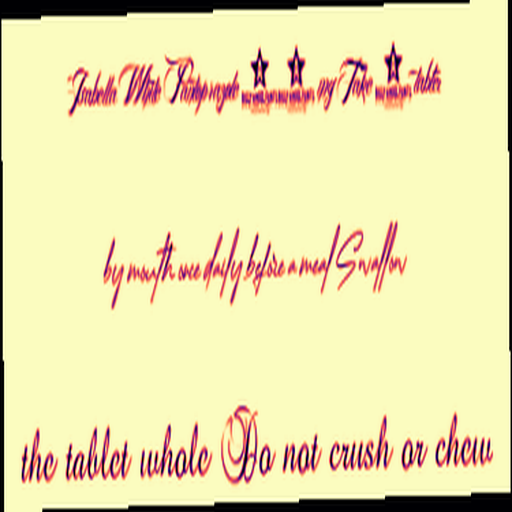 Isabella White Pantoprazole mg Take tablet
by mouth once daily before a meal Swallow
the tablet whole Do not crush or chew